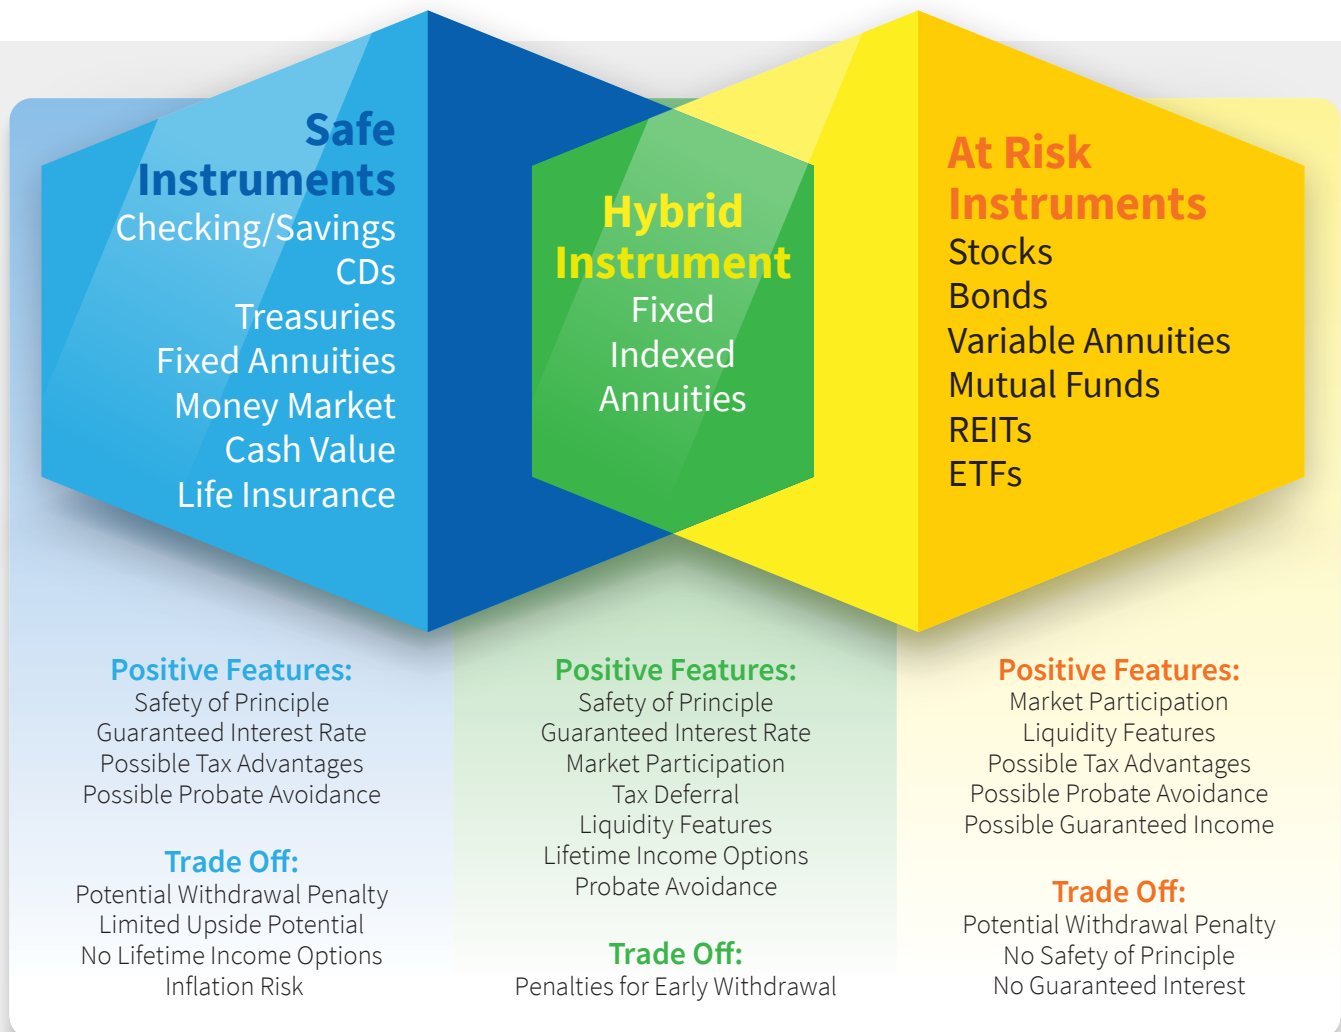 Safe
Instruments
Checking/Savings
CDs
Treasuries
Fixed Annuities
Money Market
Cash Value
Life Insurance
Hybrid
Instrument
Fixed
Indexed
Annuities
At Risk
Instruments
Stocks
Bonds
Variable Annuities
Mutual Funds
REITs
ETFs
Positive Features:
Safety of Principle
Guaranteed Interest Rate
Possible Tax Advantages
Possible Probate Avoidance
Trade Off:
Potential Withdrawal Penalty
Limited Upside Potential
No Lifetime Income Options
Inflation Risk
Positive Features:
Safety of Principle
Guaranteed Interest Rate
Market Participation
Tax Deferral
Liquidity Features
Lifetime Income Options
Probate Avoidance
Trade Off:
Penalties for Early Withdrawal
Positive Features:
Market Participation
Liquidity Features
Possible Tax Advantages
Possible Probate Avoidance
Possible Guaranteed Income
Trade Off:
Potential Withdrawal Penalty
No Safety of Principle
No Guaranteed Interest